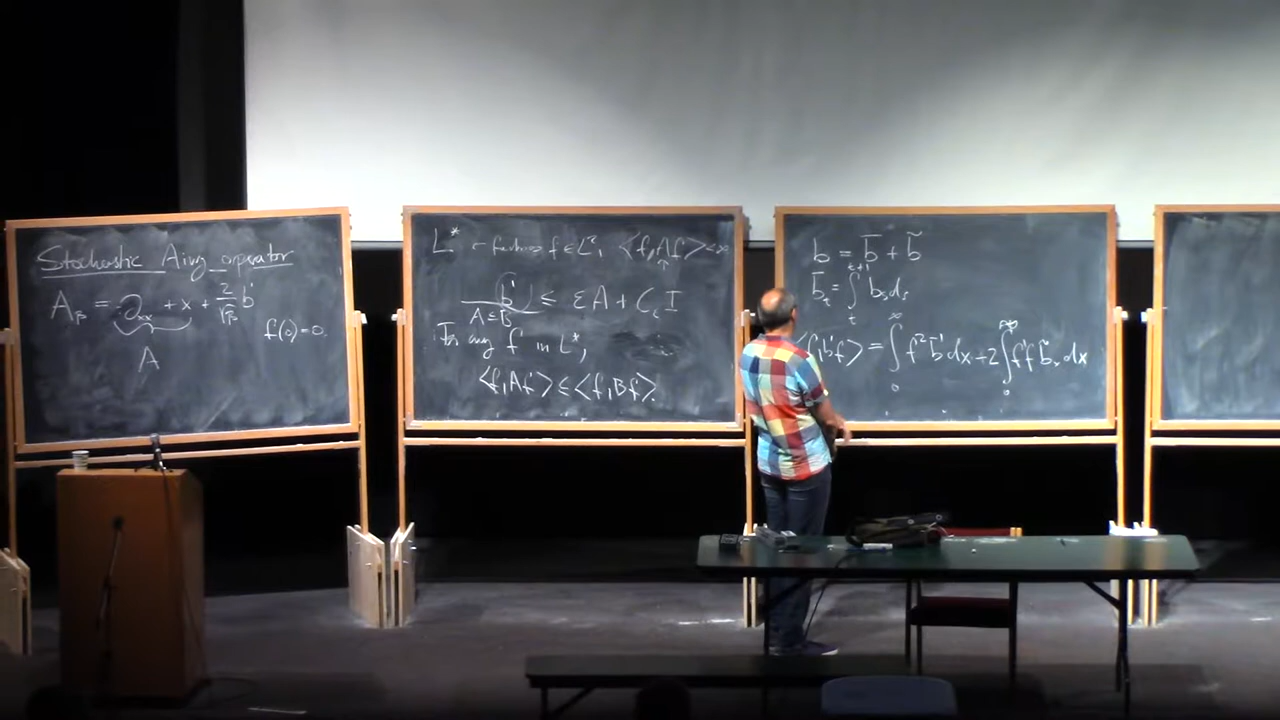 Stochastic Airy operator
A_β = -∂_xx + x + 2/√β b'
f(0)=0.
A
L* - functions f∈L², ⟨f,Af⟩<∞
b' ≤ εA + C_ε I
A≤B
For any f in L*,
⟨f,Af⟩ ≤ ⟨f,Bf⟩.
b = b̄ + b̃
b̄_t = ∫_t^{t+1} b_s ds
⟨f,b'f⟩ = ∫_0^∞ f² b̄' dx + 2 ∫_0^∞ f'f b̃_x dx